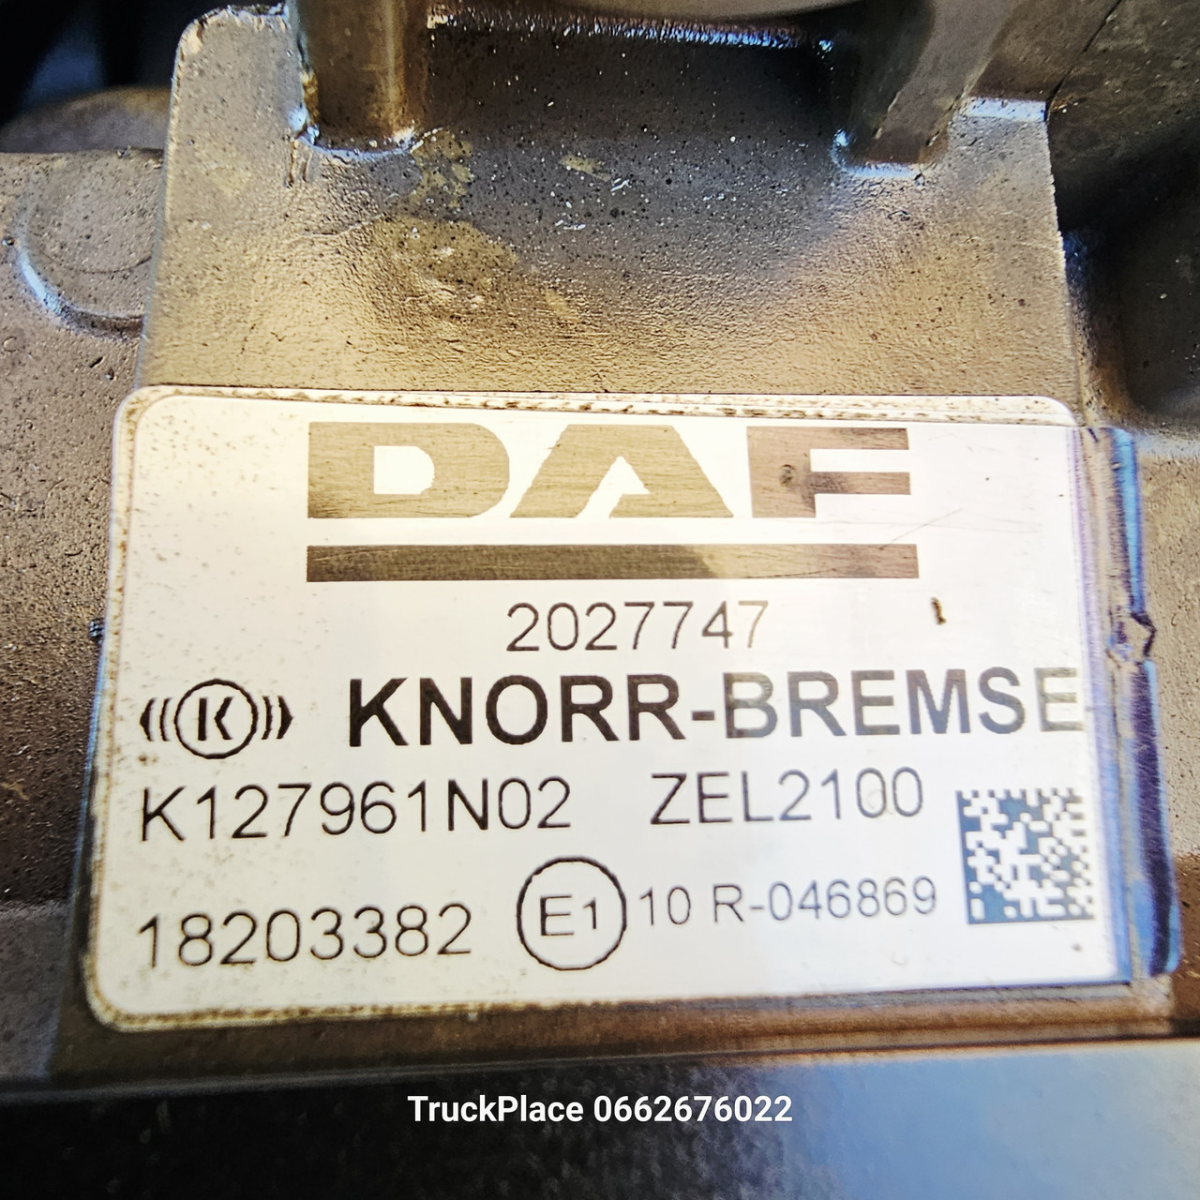 DAF
2027747
K KNORR-BREMSE
K127961N02 ZEL2100
18203382 E1 10 R-046869
TruckPlace 0662676022